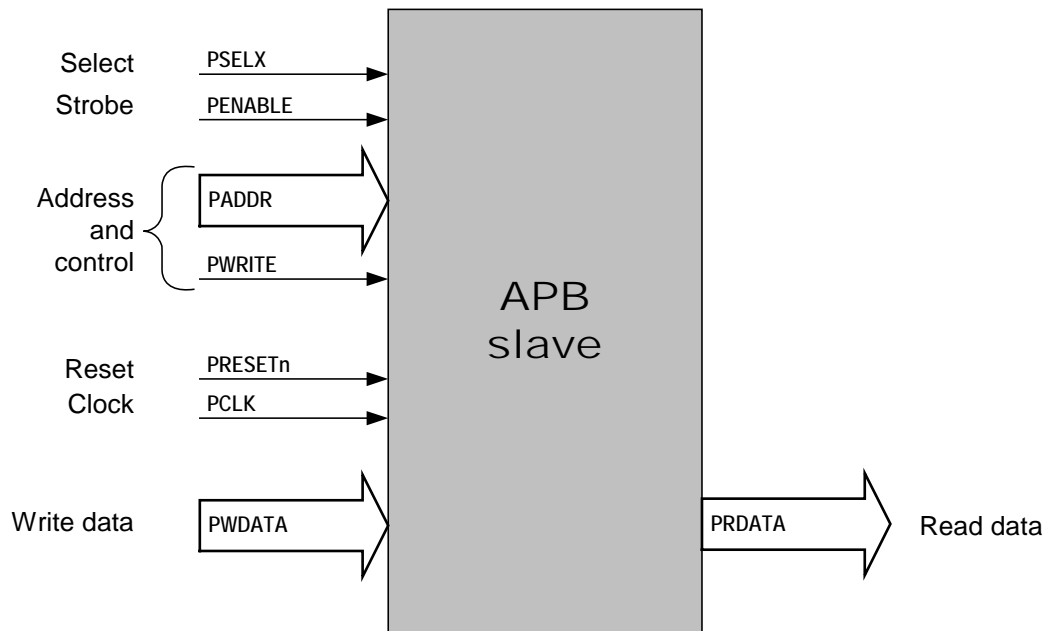 Select
PSELX
Strobe
PENABLE
Address
and
control
PADDR
PWRITE
APB
slave
Reset
PRESETn
Clock
PCLK
Write data
PWDATA
PRDATA
Read data